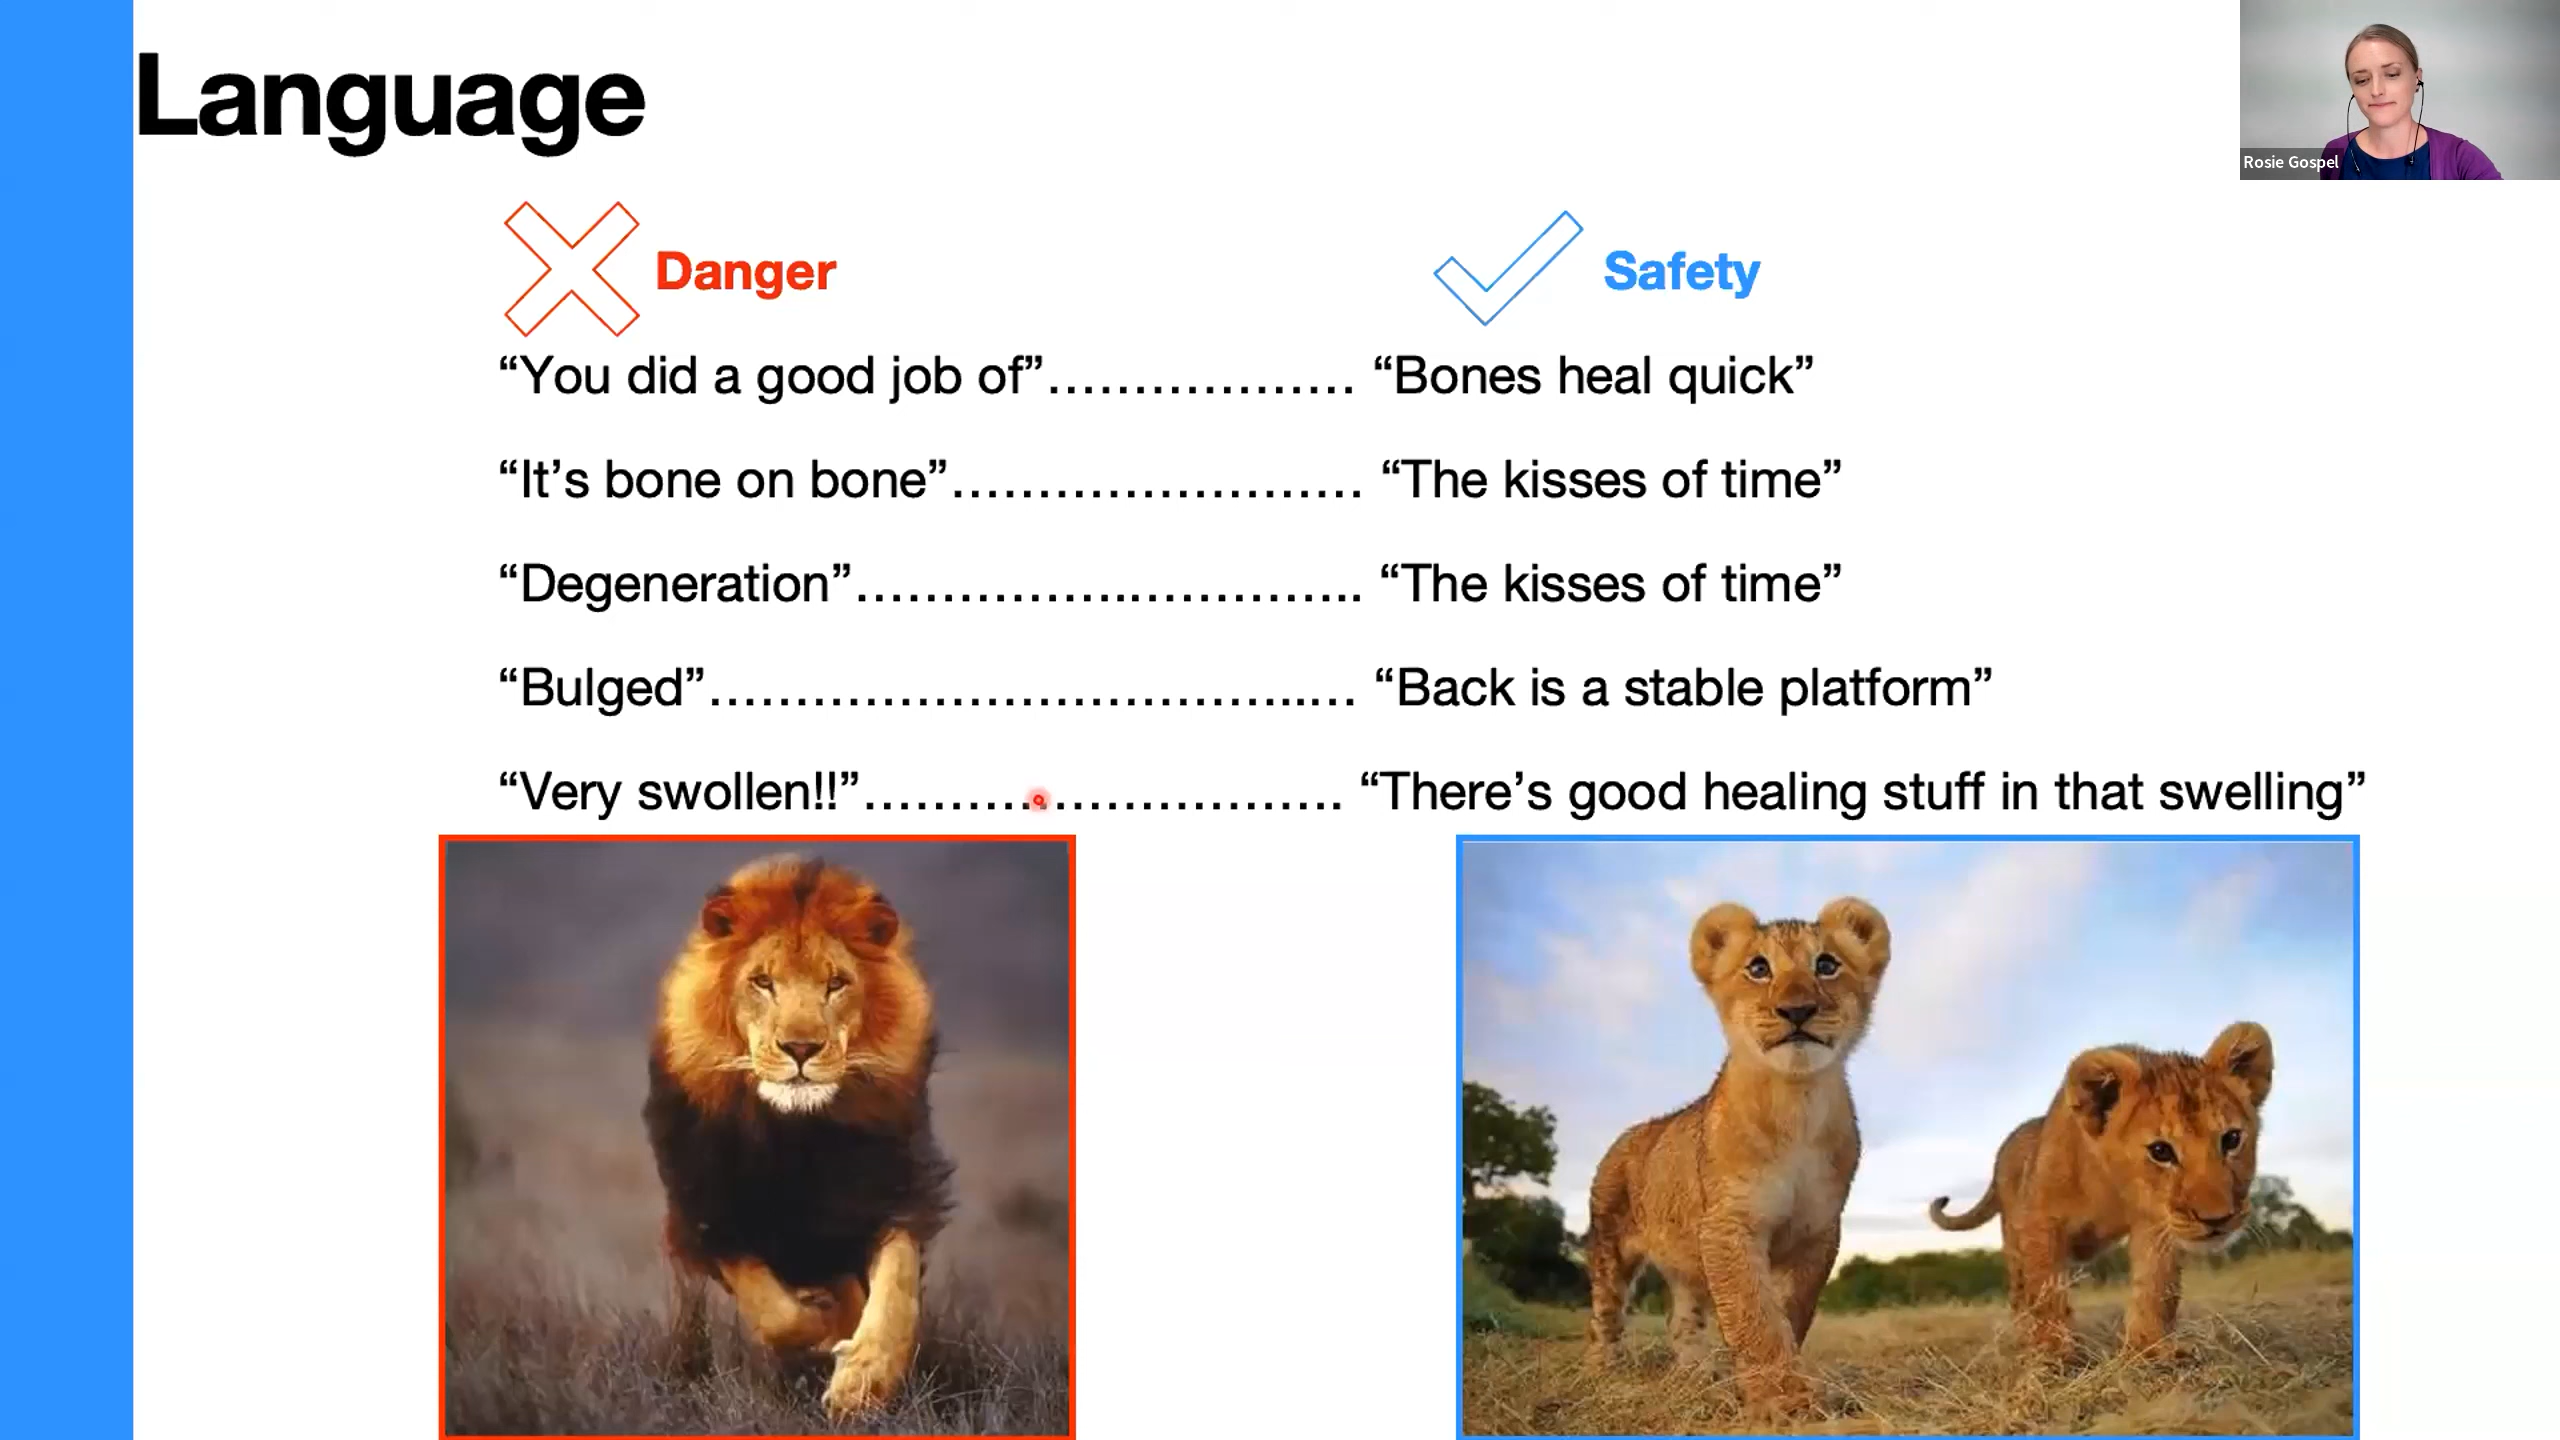 Language
Rosie Gospel
Danger
Safety
“You did a good job of”.................. “Bones heal quick”
“It’s bone on bone”........................ “The kisses of time”
“Degeneration”.............................. “The kisses of time”
“Bulged”...................................... “Back is a stable platform”
“Very swollen!!”............................ “There’s good healing stuff in that swelling”